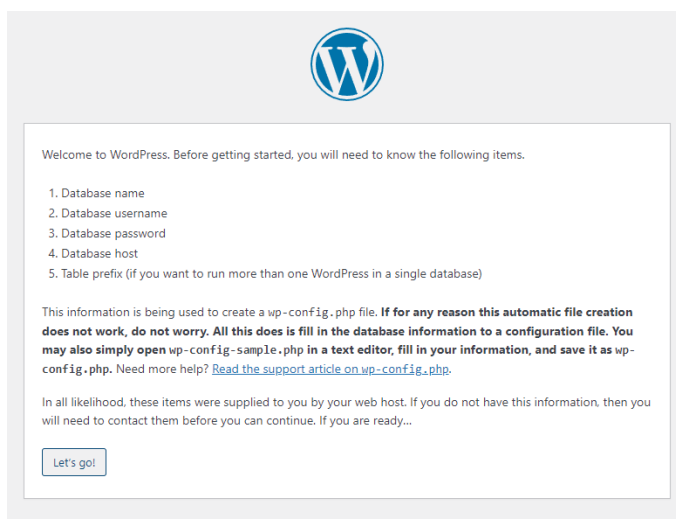 Welcome to WordPress. Before getting started, you will need to know the following items.
1. Database name
2. Database username
3. Database password
4. Database host
5. Table prefix (if you want to run more than one WordPress in a single database)
This information is being used to create a wp-config.php file. If for any reason this automatic file creation
does not work, do not worry. All this does is fill in the database information to a configuration file. You
may also simply open wp-config-sample.php in a text editor, fill in your information, and save it as wp-
config.php. Need more help? Read the support article on wp-config.php.
In all likelihood, these items were supplied to you by your web host. If you do not have this information, then you
will need to contact them before you can continue. If you are ready...
Let's go!